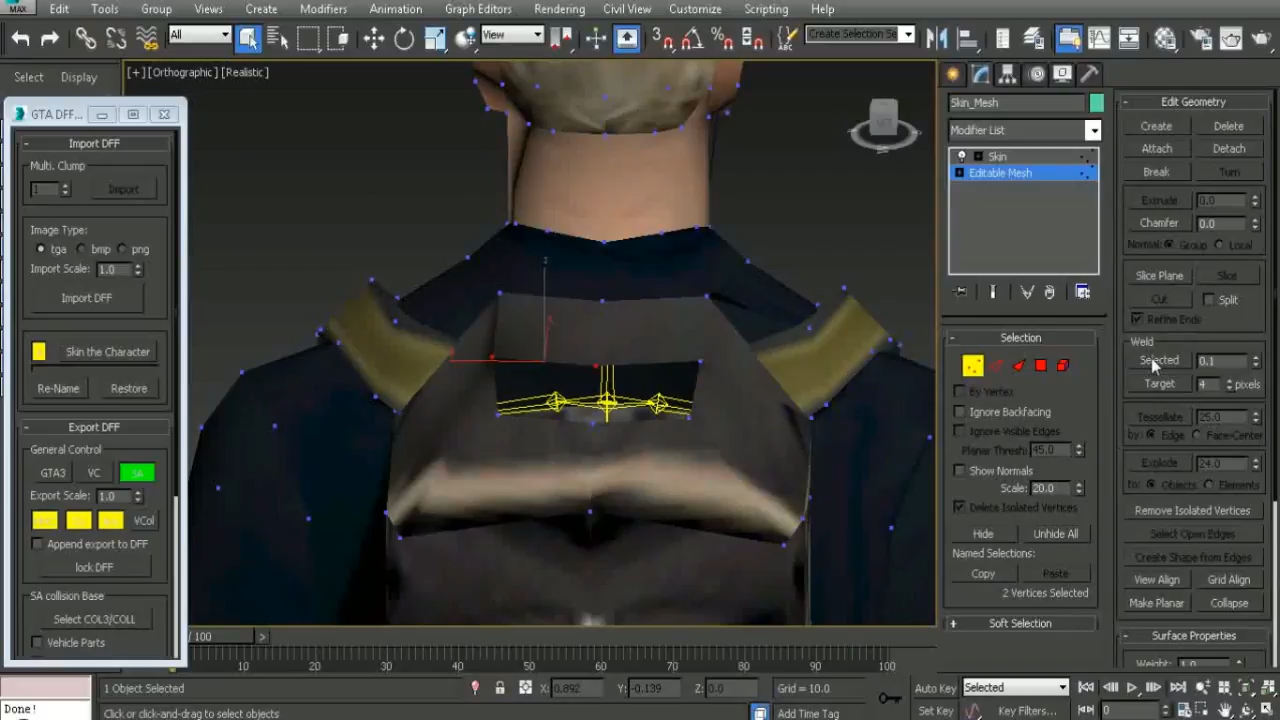 MAX Edit Tools Group Views Create Modifiers Animation Graph Editors Rendering Civil View Customize Scripting Help
All View Create Selection Se
Select Display
[+][Orthographic][Realistic]
GTA DFF...
Import DFF
Multi. Clump
1 Import
Image Type:
tga bmp png
Import Scale: 1.0
Import DFF
Skin the Character
Re-Name Restore
Export DFF
General Control
GTA3 VC SA
Export Scale: 1.0
VCol
Append export to DFF
lock DFF
SA collision Base
Select COL3/COLL
Vehicle Parts
Skin_Mesh
Modifier List
Skin
Editable Mesh
Selection
By Vertex
Ignore Backfacing
Ignore Visible Edges
Planar Thresh: 45.0
Show Normals
Scale: 20.0
Delete Isolated Vertices
Hide Unhide All
Named Selections:
Copy Paste
2 Vertices Selected
Soft Selection
Edit Geometry
Create Delete
Attach Detach
Break Turn
Extrude 0.0
Chamfer 0.0
Normal: Group Local
Slice Plane Slice
Cut Split
Refine Ends
Weld
Selected 0.1
Target 4 pixels
Tessellate 25.0
by: Edge Face-Center
Explode 24.0
to: Objects Elements
Remove Isolated Vertices
Select Open Edges
Create Shape from Edges
View Align Grid Align
Make Planar Collapse
Surface Properties
Weight: 1.0
/ 100 >
10 20 30 40 50 60 70 80 90 100
1 Object Selected X: 0.892 Y: -0.139 Z: 0.0 Grid = 10.0 Auto Key Selected
Done! Click or click-and-drag to select objects Add Time Tag Set Key Key Filters... 0